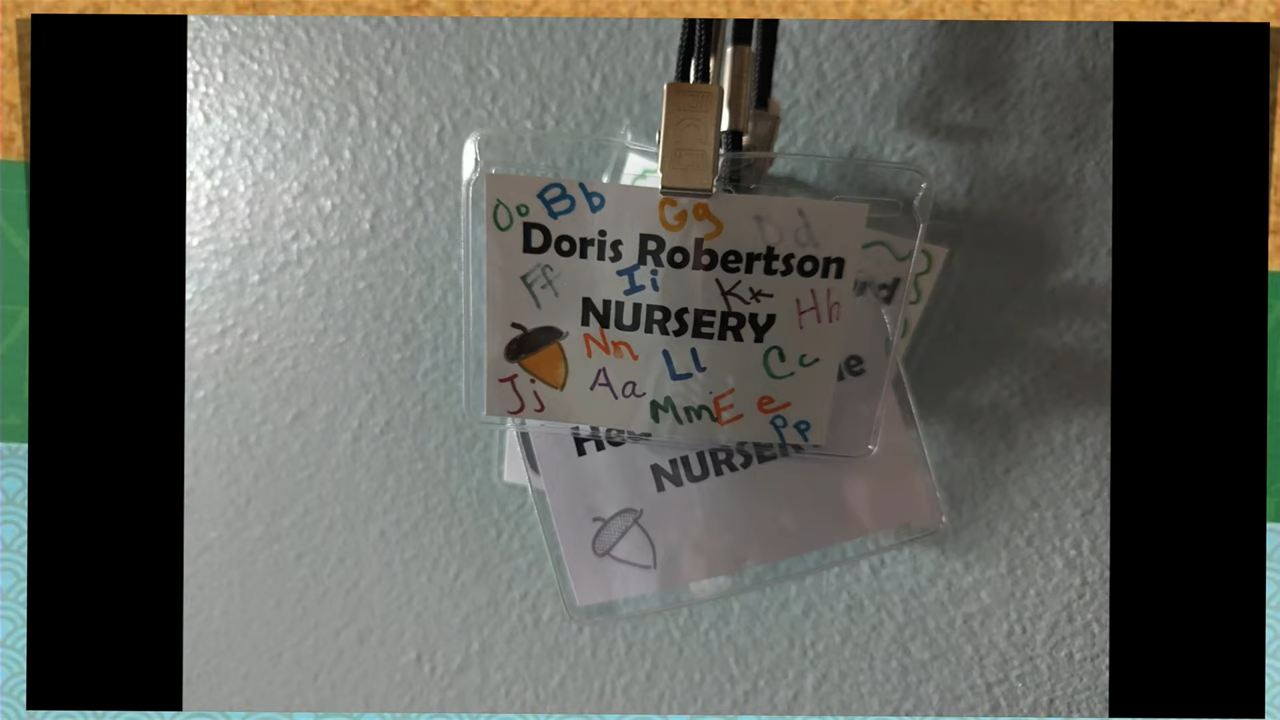 Oo Bb Gg Dd
Doris Robertson
Ff Ii Kk Hh
NURSERY
Nn Ll Cc
Jj Aa Mm E e
Pp
NURSERY